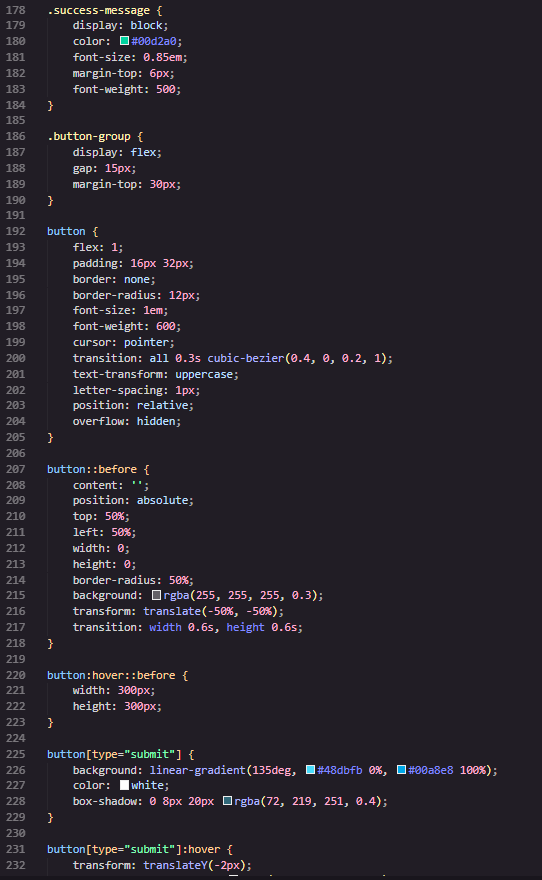 178 .success-message {
179     display: block;
180     color: #00d2a0;
181     font-size: 0.85em;
182     margin-top: 6px;
183     font-weight: 500;
184 }
185
186 .button-group {
187     display: flex;
188     gap: 15px;
189     margin-top: 30px;
190 }
191
192 button {
193     flex: 1;
194     padding: 16px 32px;
195     border: none;
196     border-radius: 12px;
197     font-size: 1em;
198     font-weight: 600;
199     cursor: pointer;
200     transition: all 0.3s cubic-bezier(0.4, 0, 0.2, 1);
201     text-transform: uppercase;
202     letter-spacing: 1px;
203     position: relative;
204     overflow: hidden;
205 }
206
207 button::before {
208     content: '';
209     position: absolute;
210     top: 50%;
211     left: 50%;
212     width: 0;
213     height: 0;
214     border-radius: 50%;
215     background: rgba(255, 255, 255, 0.3);
216     transform: translate(-50%, -50%);
217     transition: width 0.6s, height 0.6s;
218 }
219
220 button:hover::before {
221     width: 300px;
222     height: 300px;
223 }
224
225 button[type="submit"] {
226     background: linear-gradient(135deg, #48dbfb 0%, #00a8e8 100%);
227     color: white;
228     box-shadow: 0 8px 20px rgba(72, 219, 251, 0.4);
229 }
230
231 button[type="submit"]:hover {
232     transform: translateY(-2px);